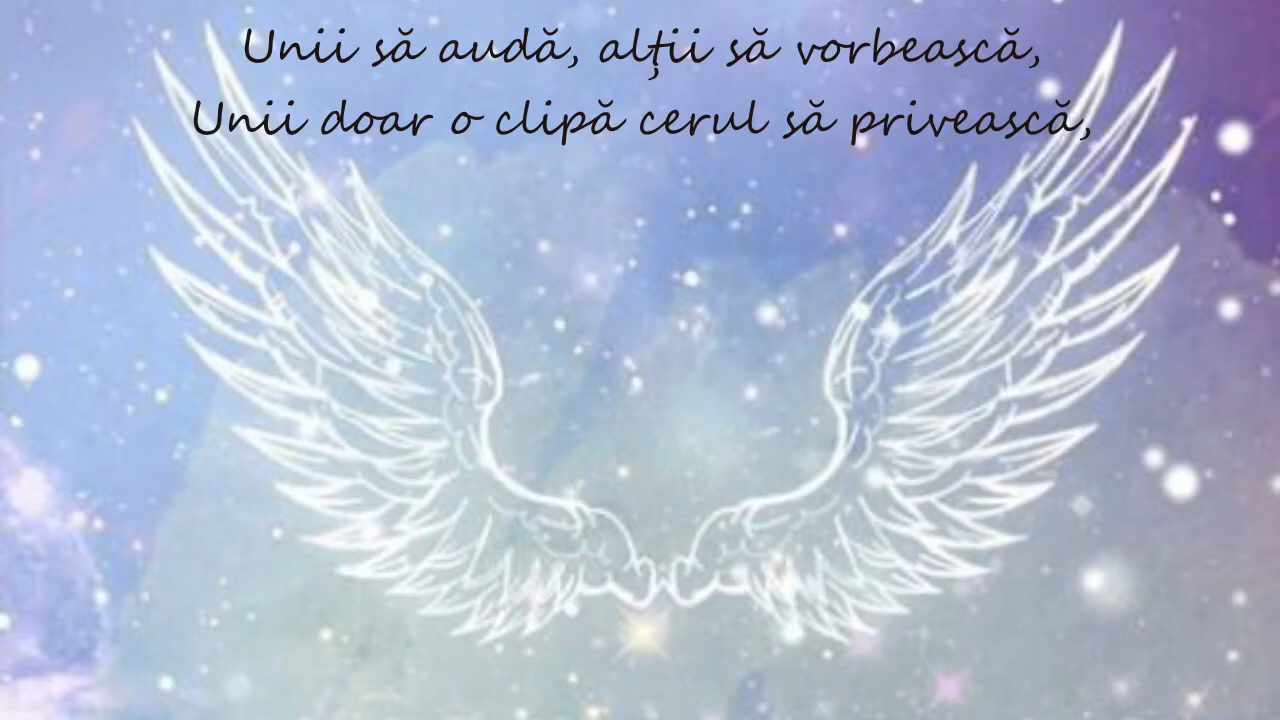 Unii să audă, alții să vorbească,
Unii doar o clipă cerul să privească,